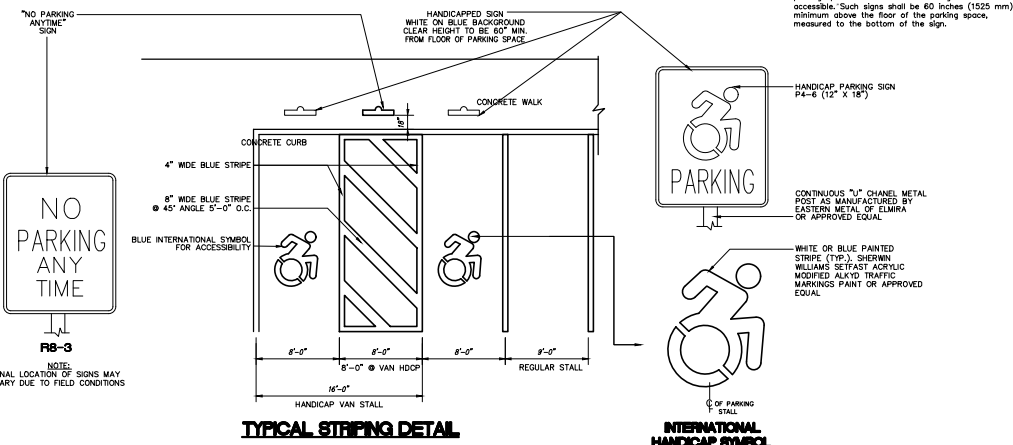 "NO PARKING
ANYTIME"
SIGN
HANDICAPPED SIGN
WHITE ON BLUE BACKGROUND
CLEAR HEIGHT TO BE 60" MIN.
FROM FLOOR OF PARKING SPACE
accessible. Such signs shall be 60 inches (1525 mm)
minimum above the floor of the parking space,
measured to the bottom of the sign.
HANDICAP PARKING SIGN
P4-6 (12" X 18")
CONCRETE WALK
18"
CONCRETE CURB
4" WIDE BLUE STRIPE
8" WIDE BLUE STRIPE
@ 45° ANGLE 5'-0" O.C.
BLUE INTERNATIONAL SYMBOL
FOR ACCESSIBILITY
NO
PARKING
ANY
TIME
R8-3
NOTE:
NAL LOCATION OF SIGNS MAY
ARY DUE TO FIELD CONDITIONS
PARKING
CONTINUOUS "U" CHANEL METAL
POST AS MANUFACTURED BY
EASTERN METAL OF ELMIRA
OR APPROVED EQUAL
WHITE OR BLUE PAINTED
STRIPE (TYP.). SHERWIN
WILLIAMS SETFAST ACRYLIC
MODIFIED ALKYD TRAFFIC
MARKINGS PAINT OR APPROVED
EQUAL
8'-0"
8'-0"
8'-0"
9'-0"
8'-0" @ VAN HDCP
REGULAR STALL
16'-0"
HANDICAP VAN STALL
TYPICAL STRIPING DETAIL
℄ OF PARKING
STALL
INTERNATIONAL
HANDICAP SYMBOL